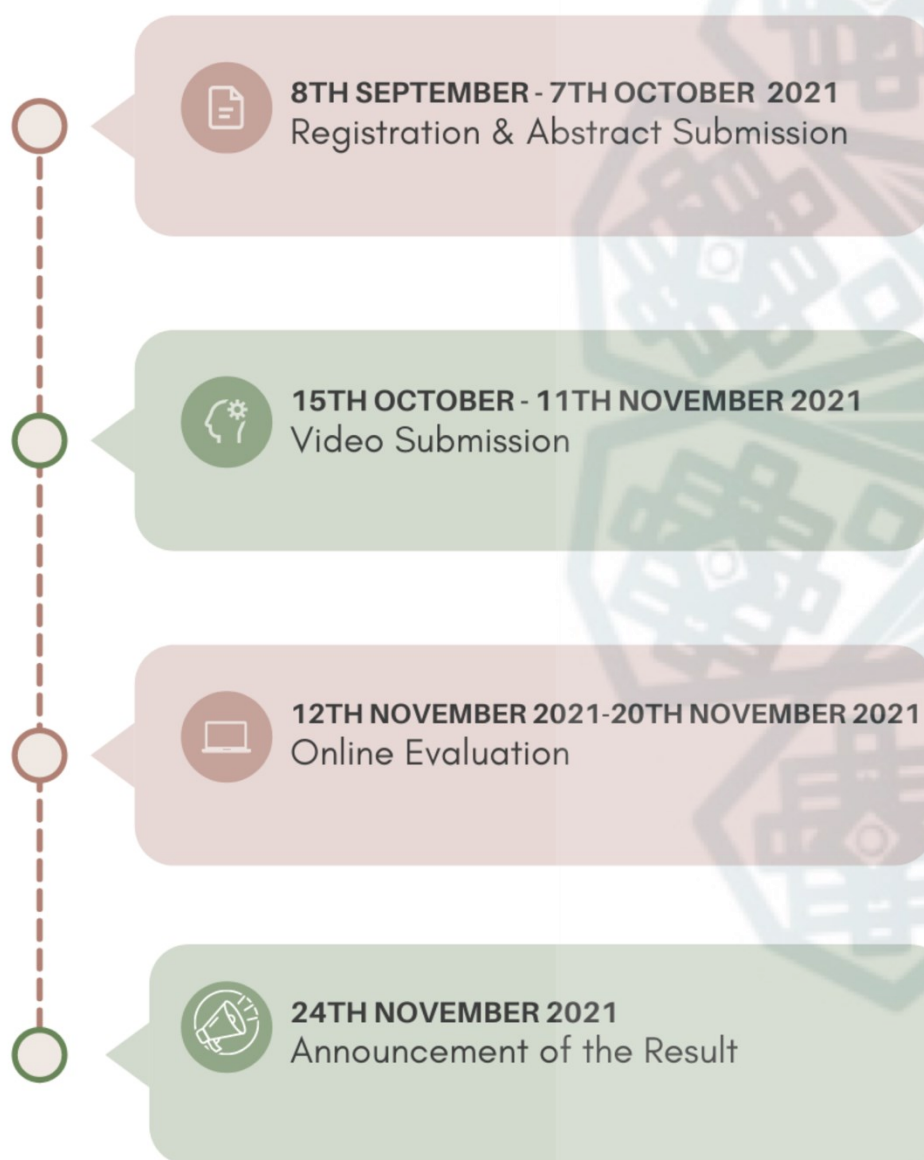 8TH SEPTEMBER - 7TH OCTOBER 2021
Registration & Abstract Submission
15TH OCTOBER - 11TH NOVEMBER 2021
Video Submission
12TH NOVEMBER 2021-20TH NOVEMBER 2021
Online Evaluation
24TH NOVEMBER 2021
Announcement of the Result